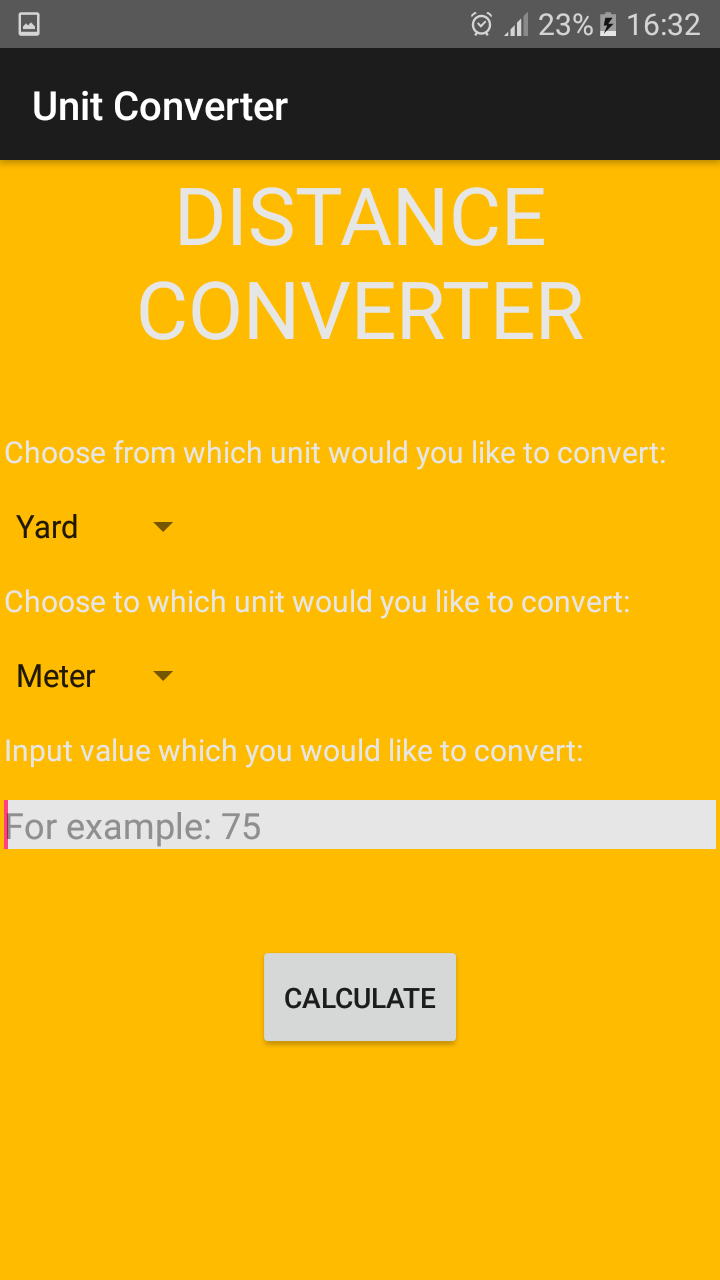 23% 16:32
Unit Converter
DISTANCE
CONVERTER
Choose from which unit would you like to convert:
Yard
Choose to which unit would you like to convert:
Meter
Input value which you would like to convert:
For example: 75
CALCULATE